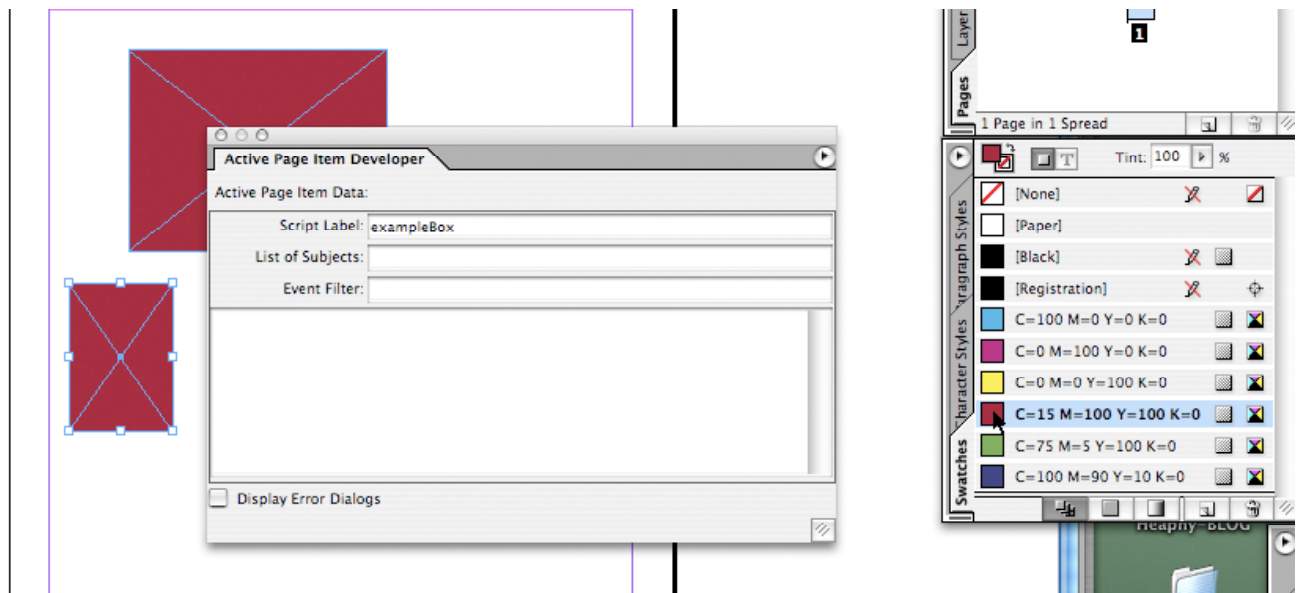 Active Page Item Developer
Active Page Item Data:
Script Label: exampleBox
List of Subjects:
Event Filter:
Display Error Dialogs
Layer
1
Pages
1 Page in 1 Spread
Tint: 100 %
T
[None]
[Paper]
[Black]
[Registration]
C=100 M=0 Y=0 K=0
C=0 M=100 Y=0 K=0
C=0 M=0 Y=100 K=0
C=15 M=100 Y=100 K=0
C=75 M=5 Y=100 K=0
C=100 M=90 Y=10 K=0
aragraph Styles
Character Styles
Swatches
Heaphy-BLOG